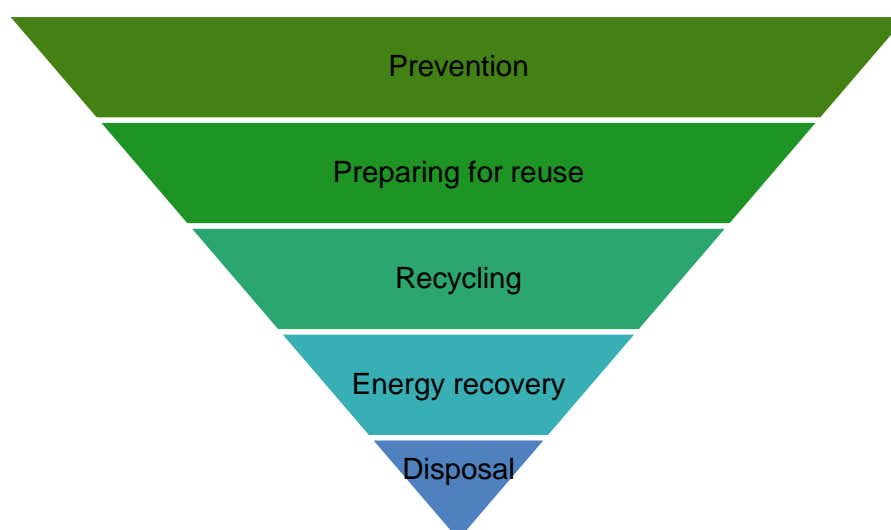 Prevention
Preparing for reuse
Recycling
Energy recovery
Disposal